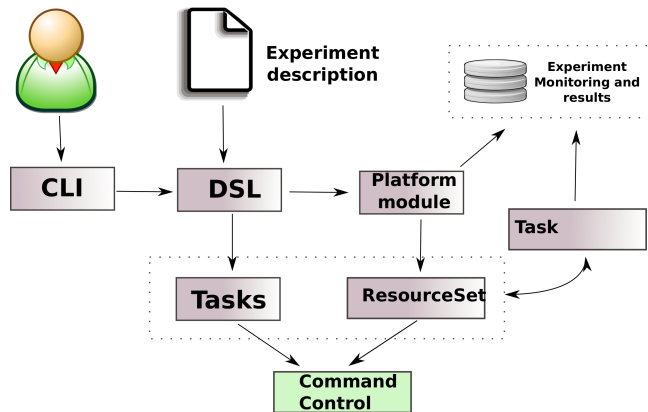 Experiment
description
Experiment
Monitoring and
results
CLI
DSL
Platform
module
Task
Tasks
ResourceSet
Command
Control